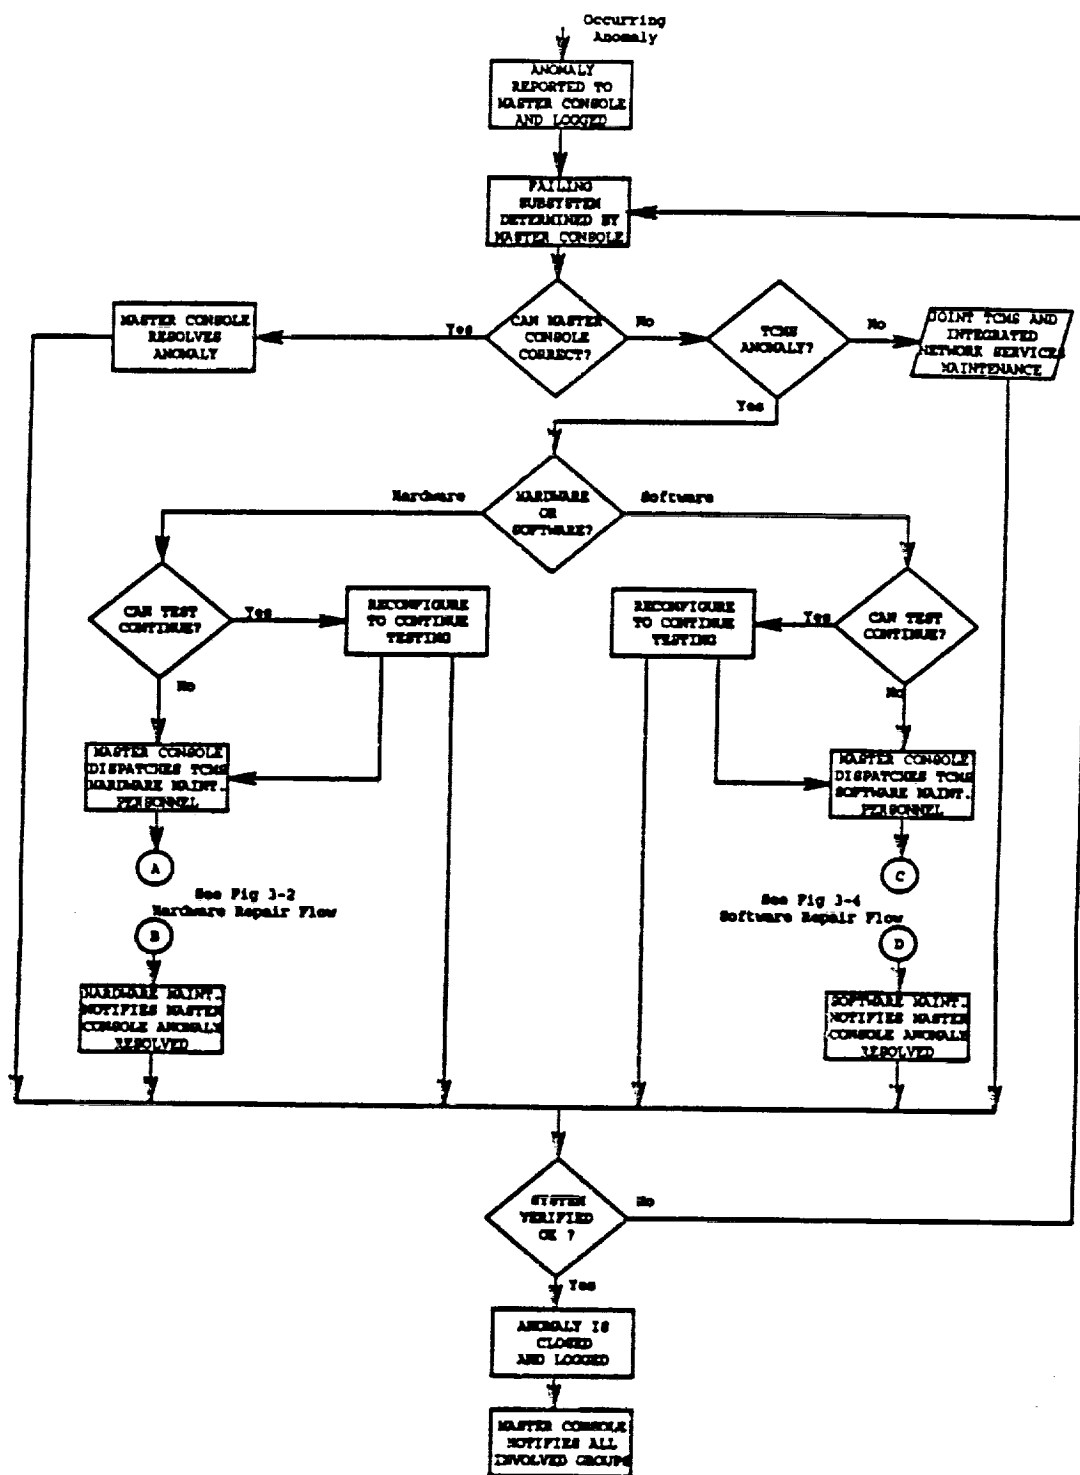 Occurring
Anomaly
ANOMALY
REPORTED TO
MASTER CONSOLE
AND LOGGED
FAILING
SUBSYSTEM
DETERMINED BY
MASTER CONSOLE
MASTER CONSOLE
RESOLVES
ANOMALY
Yes
CAN MASTER
CONSOLE
CORRECT?
No
TCMS
ANOMALY?
No
JOINT TCMS AND
INTEGRATED
NETWORK SERVICES
MAINTENANCE
Yes
Hardware
HARDWARE
OR
SOFTWARE?
Software
CAN TEST
CONTINUE?
Yes
RECONFIGURE
TO CONTINUE
TESTING
RECONFIGURE
TO CONTINUE
TESTING
Yes
CAN TEST
CONTINUE?
No
No
MASTER CONSOLE
DISPATCHES TCMS
HARDWARE MAINT.
PERSONNEL
MASTER CONSOLE
DISPATCHES TCMS
SOFTWARE MAINT.
PERSONNEL
A
C
See Fig 3-2
Hardware Repair Flow
See Fig 3-4
Software Repair Flow
B
D
HARDWARE MAINT.
NOTIFIES MASTER
CONSOLE ANOMALY
RESOLVED
SOFTWARE MAINT.
NOTIFIES MASTER
CONSOLE ANOMALY
RESOLVED
SYSTEM
VERIFIED
OK ?
No
Yes
ANOMALY IS
CLOSED
AND LOGGED
MASTER CONSOLE
NOTIFIES ALL
INVOLVED GROUPS